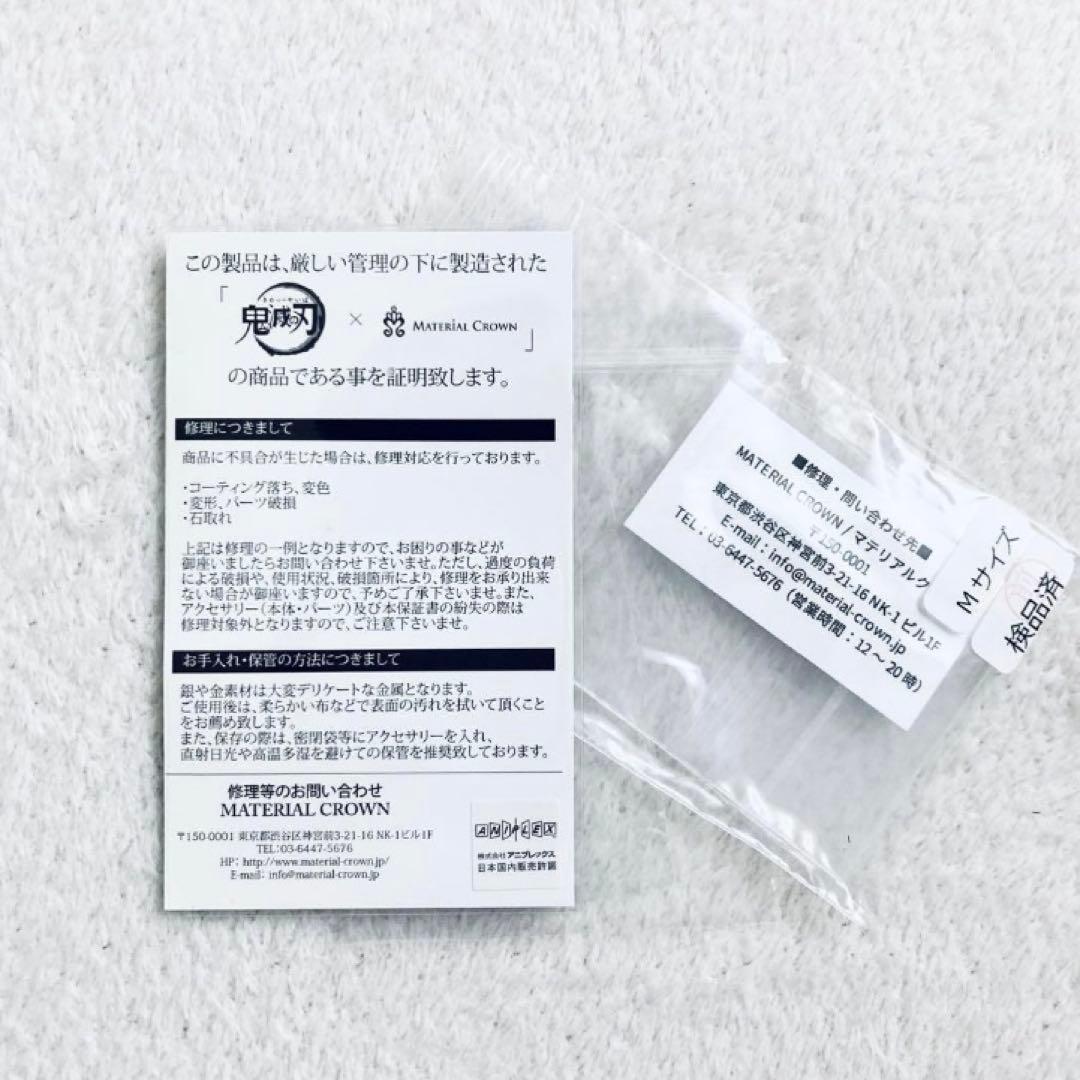 この製品は、厳しい管理の下に製造された
「
きめつのやいば
鬼滅の刃
×
MATERIAL CROWN
」
の商品である事を証明致します。
修理につきまして
商品に不具合が生じた場合は、修理対応を行っております。
・コーティング落ち、変色
・変形、パーツ破損
・石取れ
上記は修理の一例となりますので、お困りの事などが
御座いましたらお問い合わせ下さいませ。ただし、過度の負荷
による破損や、使用状況、破損箇所により、修理をお承り出来
ない場合が御座いますので、予めご了承下さいませ。また、
アクセサリー(本体・パーツ)及び本保証書の紛失の際は
修理対象外となりますので、ご注意下さいませ。
お手入れ・保管の方法につきまして
銀や金素材は大変デリケートな金属となります。
ご使用後は、柔らかい布などで表面の汚れを拭いて頂くこと
をお薦め致します。
また、保存の際は、密閉袋等にアクセサリーを入れ、
直射日光や高温多湿を避けての保管を推奨致しております。
修理等のお問い合わせ
MATERIAL CROWN
〒150-0001 東京都渋谷区神宮前3-21-16 NK-1ビル1F
TEL:03-6447-5676
HP: http://www.material-crown.jp/
E-mail: info@material-crown.jp
ANIPLEX
株式会社 アニプレックス
日本国内販売許諾
■修理・問い合わせ先■
MATERIAL CROWN / マテリアルク
〒150-0001
東京都渋谷区神宮前3-21-16 NK-1ビル1F
E-mail：info@material-crown.jp
TEL：03-6447-5676（営業時間：12〜20時）
Mサイズ
検品済